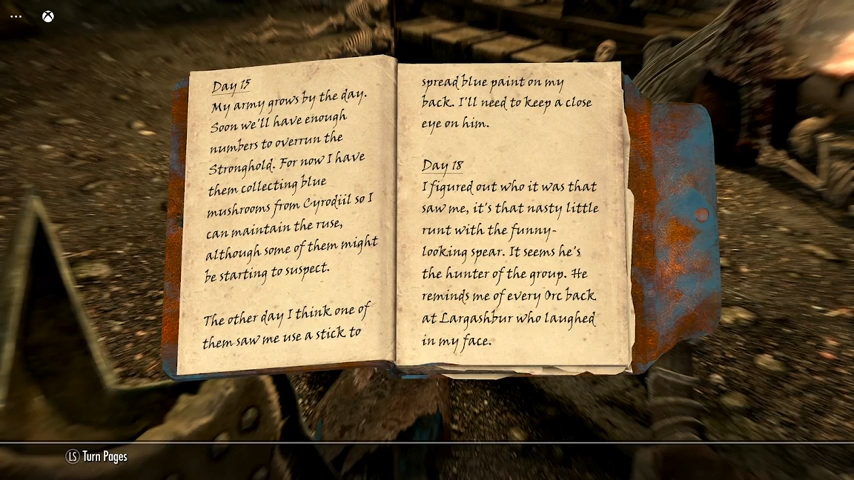 ...
Day 15
My army grows by the day.
Soon we'll have enough
numbers to overrun the
Stronghold. For now I have
them collecting blue
mushrooms from Cyrodiil so I
can maintain the ruse,
although some of them might
be starting to suspect.
The other day I think one of
them saw me use a stick to
spread blue paint on my
back. I'll need to keep a close
eye on him.
Day 18
I figured out who it was that
saw me, it's that nasty little
runt with the funny-
looking spear. It seems he's
the hunter of the group. He
reminds me of every Orc back
at Largashbur who laughed
in my face.
LS Turn Pages